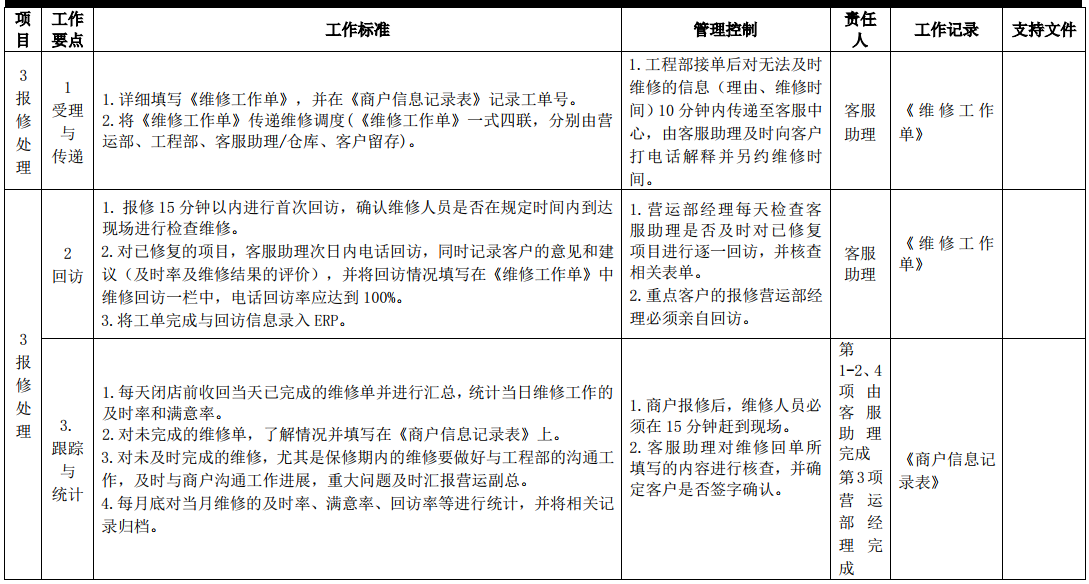 项目
工作要点
工作标准
管理控制
责任人
工作记录
支持文件
3
报
修
处
理
1
受理
与
传递
1.详细填写《维修工作单》，并在《商户信息记录表》记录工单号。
2.将《维修工作单》传递维修调度(《维修工作单》一式四联，分别由营
运部、工程部、客服助理/仓库、客户留存)。
1.工程部接单后对无法及时
维修的信息（理由、维修时
间）10 分钟内传递至客服中
心，由客服助理及时向客户
打电话解释并另约维修时
间。
客服
助理
《维修工作
单》
3
报
修
处
理
2
回访
1. 报修 15 分钟以内进行首次回访，确认维修人员是否在规定时间内到达
现场进行检查维修。
2.对已修复的项目，客服助理次日内电话回访，同时记录客户的意见和建
议（及时率及维修结果的评价），并将回访情况填写在《维修工作单》中
维修回访一栏中，电话回访率应达到 100%。
3.将工单完成与回访信息录入 ERP。
1.营运部经理每天检查客
服助理是否及时对已修复
项目进行逐一回访，并核查
相关表单。
2.重点客户的报修营运部经
理必须亲自回访。
客服
助理
《维修工作
单》
3.
跟踪
与
统计
1.每天闭店前收回当天已完成的维修单并进行汇总，统计当日维修工作的
及时率和满意率。
2.对未完成的维修单，了解情况并填写在《商户信息记录表》上。
3.对未及时完成的维修，尤其是保修期内的维修要做好与工程部的沟通工
作，及时与商户沟通工作进展，重大问题及时汇报营运副总。
4.每月底对当月维修的及时率、满意率、回访率等进行统计，并将相关记
录归档。
1.商户报修后，维修人员必
须在 15 分钟赶到现场。
2.客服助理对维修回单所
填写的内容进行核查，并确
定客户是否签字确认。
第
1-2、4
项由
客服
助理
完成
第3项
营运
部经
理完
成
《商户信息记
录表》